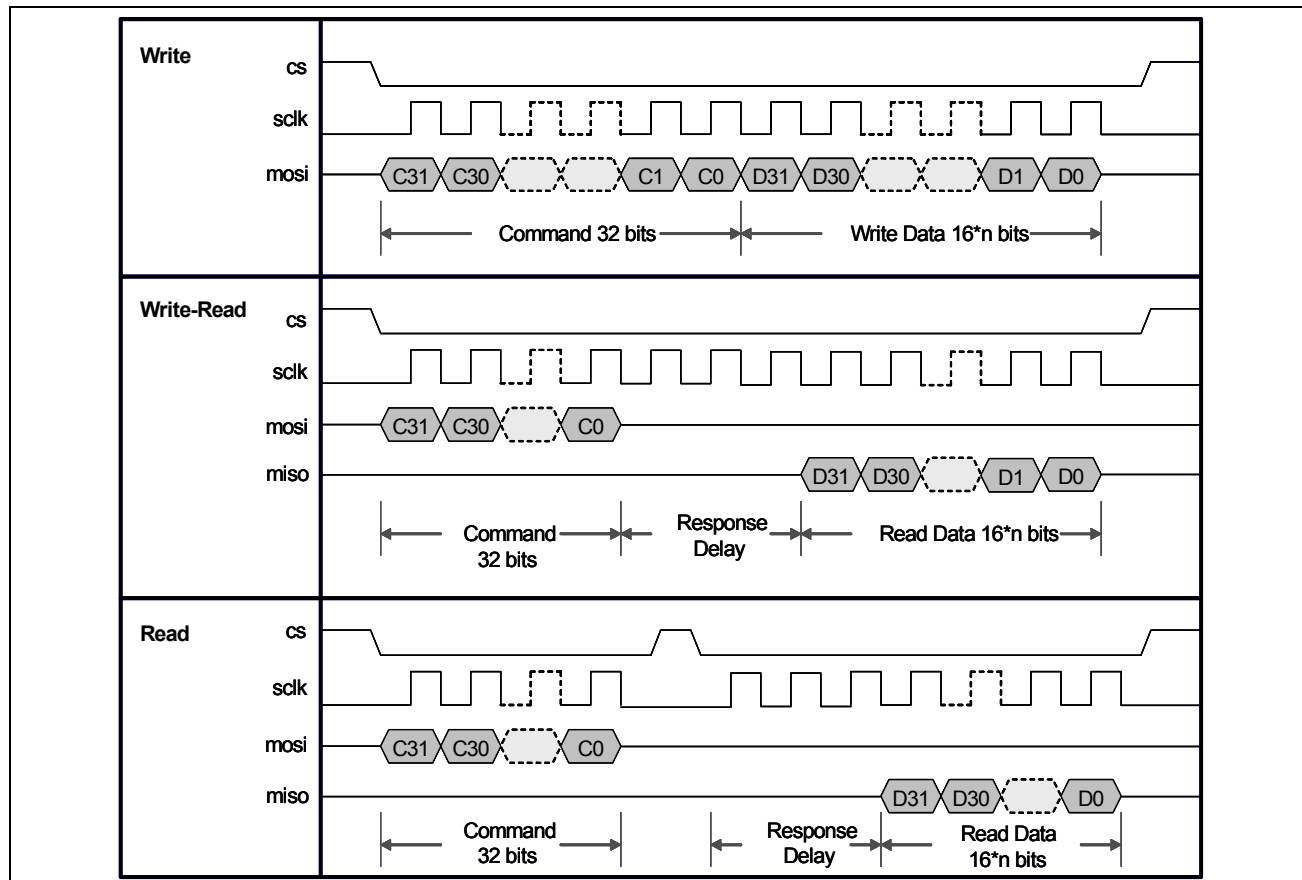 Write
cs
sclk
mosi
C31 C30 C1 C0 D31 D30 D1 D0
Command 32 bits
Write Data 16*n bits
Write-Read
cs
sclk
mosi
C31 C30 C0
miso
D31 D30 D1 D0
Command
32 bits
Response
Delay
Read Data 16*n bits
Read
cs
sclk
mosi
C31 C30 C0
miso
D31 D30 D0
Command
32 bits
Response
Delay
Read Data
16*n bits